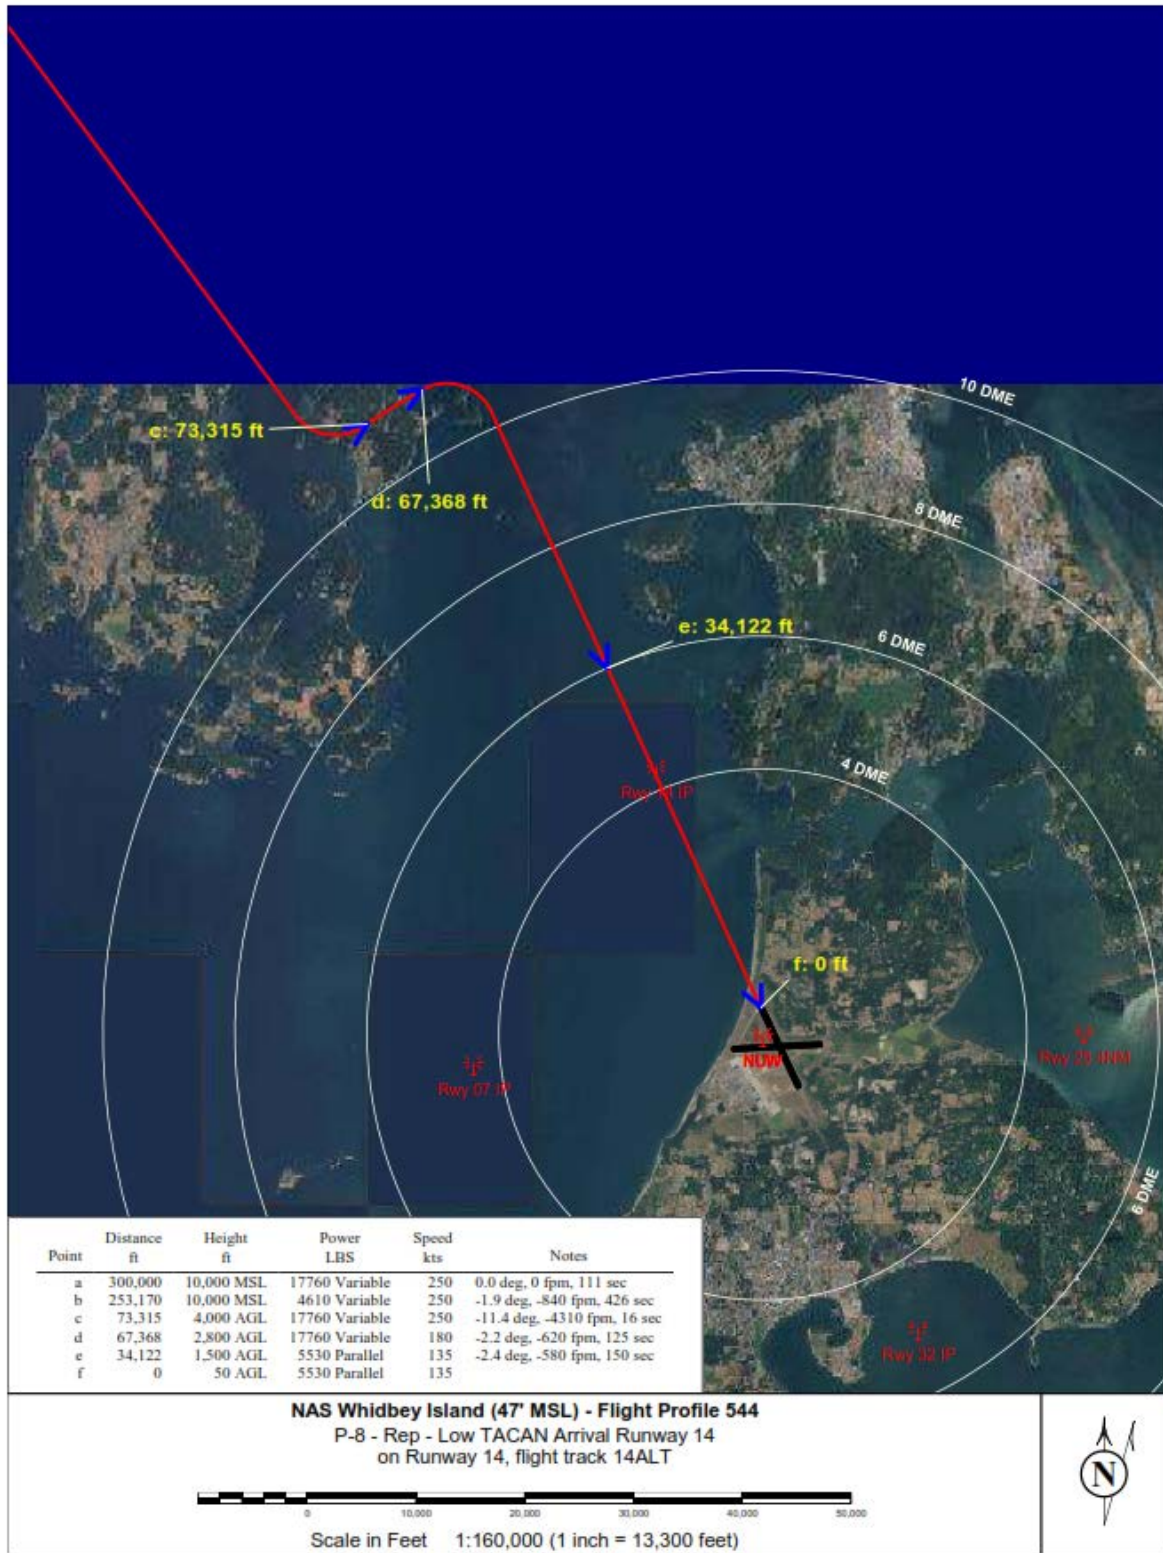 10 DME
c: 73,315 ft
d: 67,368 ft
8 DME
e: 34,122 ft
6 DME
4 DME
Rwy 14 IP
f: 0 ft
NUW
Rwy 07 IP
Rwy 25 4NM
6 DME
Rwy 32 IP
Point Distance ft Height ft Power LBS Speed kts Notes
a 300,000 10,000 MSL 17760 Variable 250 0.0 deg, 0 fpm, 111 sec
b 253,170 10,000 MSL 4610 Variable 250 -1.9 deg, -840 fpm, 426 sec
c 73,315 4,000 AGL 17760 Variable 250 -11.4 deg, -4310 fpm, 16 sec
d 67,368 2,800 AGL 17760 Variable 180 -2.2 deg, -620 fpm, 125 sec
e 34,122 1,500 AGL 5530 Parallel 135 -2.4 deg, -580 fpm, 150 sec
f 0 50 AGL 5530 Parallel 135
NAS Whidbey Island (47' MSL) - Flight Profile 544
P-8 - Rep - Low TACAN Arrival Runway 14
on Runway 14, flight track 14ALT
0 10,000 20,000 30,000 40,000 50,000
Scale in Feet 1:160,000 (1 inch = 13,300 feet)
N